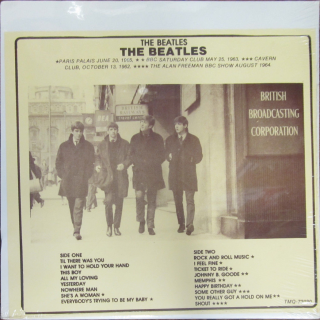 THE BEATLES
THE BEATLES
★PARIS PALAIS JUNE 20, 1965, ★ ★ BBC SATURDAY CLUB MAY 25, 1963, ★★★ CAVERN
CLUB, OCTOBER 13, 1962, ★★★★THE ALAN FREEMAN BBC SHOW AUGUST 1964
BRITISH
BROADCASTING
CORPORATION
SIDE ONE
TIL THERE WAS YOU
I WANT TO HOLD YOUR HAND
THIS BOY
ALL MY LOVING
YESTERDAY
NOWHERE MAN
SHE'S A WOMAN ★
EVERYBODY'S TRYING TO BE MY BABY ★
SIDE TWO
ROCK AND ROLL MUSIC ★
I FEEL FINE ★
TICKET TO RIDE ★
JOHNNY B. GOODE ★★
MEMPHIS ★★
HAPPY BIRTHDAY ★★
SOME OTHER GUY ★★★
YOU REALLY GOT A HOLD ON ME ★★
SHOUT ★★★★
TMQ